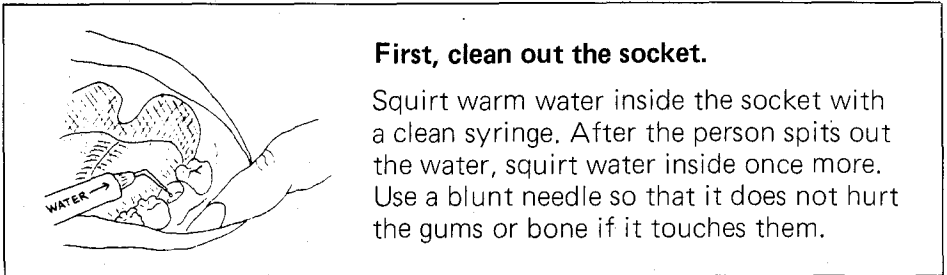 First, clean out the socket.
Squirt warm water inside the socket with
a clean syringe. After the person spits out
the water, squirt water inside once more.
Use a blunt needle so that it does not hurt
the gums or bone if it touches them.
WATER